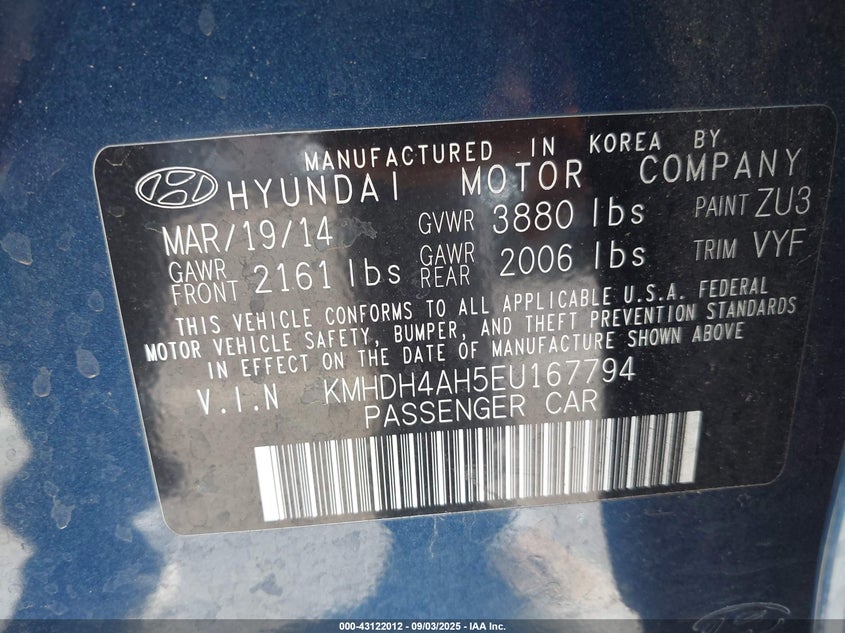 MANUFACTURED IN KOREA BY
HYUNDAI MOTOR COMPANY
MAR/19/14 GVWR 3880 lbs PAINT ZU3
GAWR FRONT 2161 lbs GAWR REAR 2006 lbs TRIM VYF
THIS VEHICLE CONFORMS TO ALL APPLICABLE U.S.A. FEDERAL
MOTOR VEHICLE SAFETY, BUMPER, AND THEFT PREVENTION STANDARDS
IN EFFECT ON THE DATE OF MANUFACTURE SHOWN ABOVE
V.I.N KMHDH4AH5EU167794
PASSENGER CAR
000-43122012 - 09/03/2025 - IAA Inc.